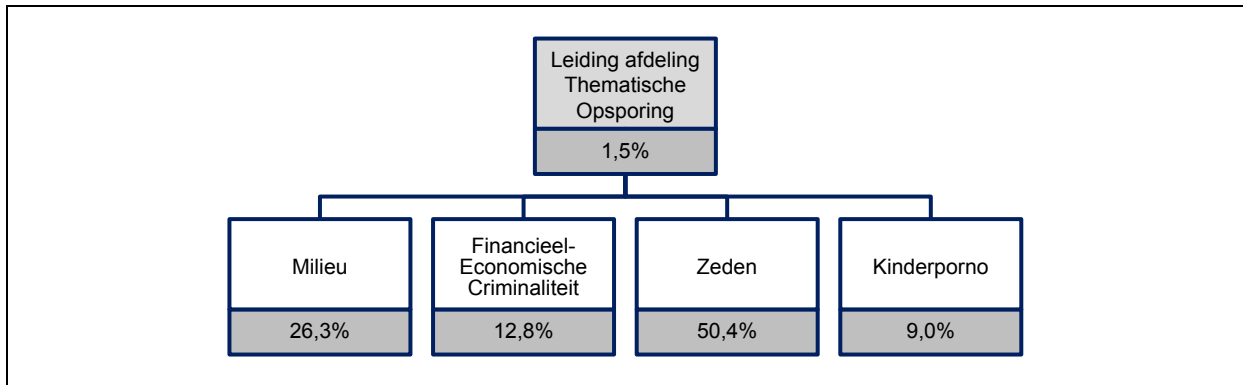 Leiding afdeling
Thematische
Opsporing
1,5%
Milieu
26,3%
Financieel-
Economische
Criminaliteit
12,8%
Zeden
50,4%
Kinderporno
9,0%